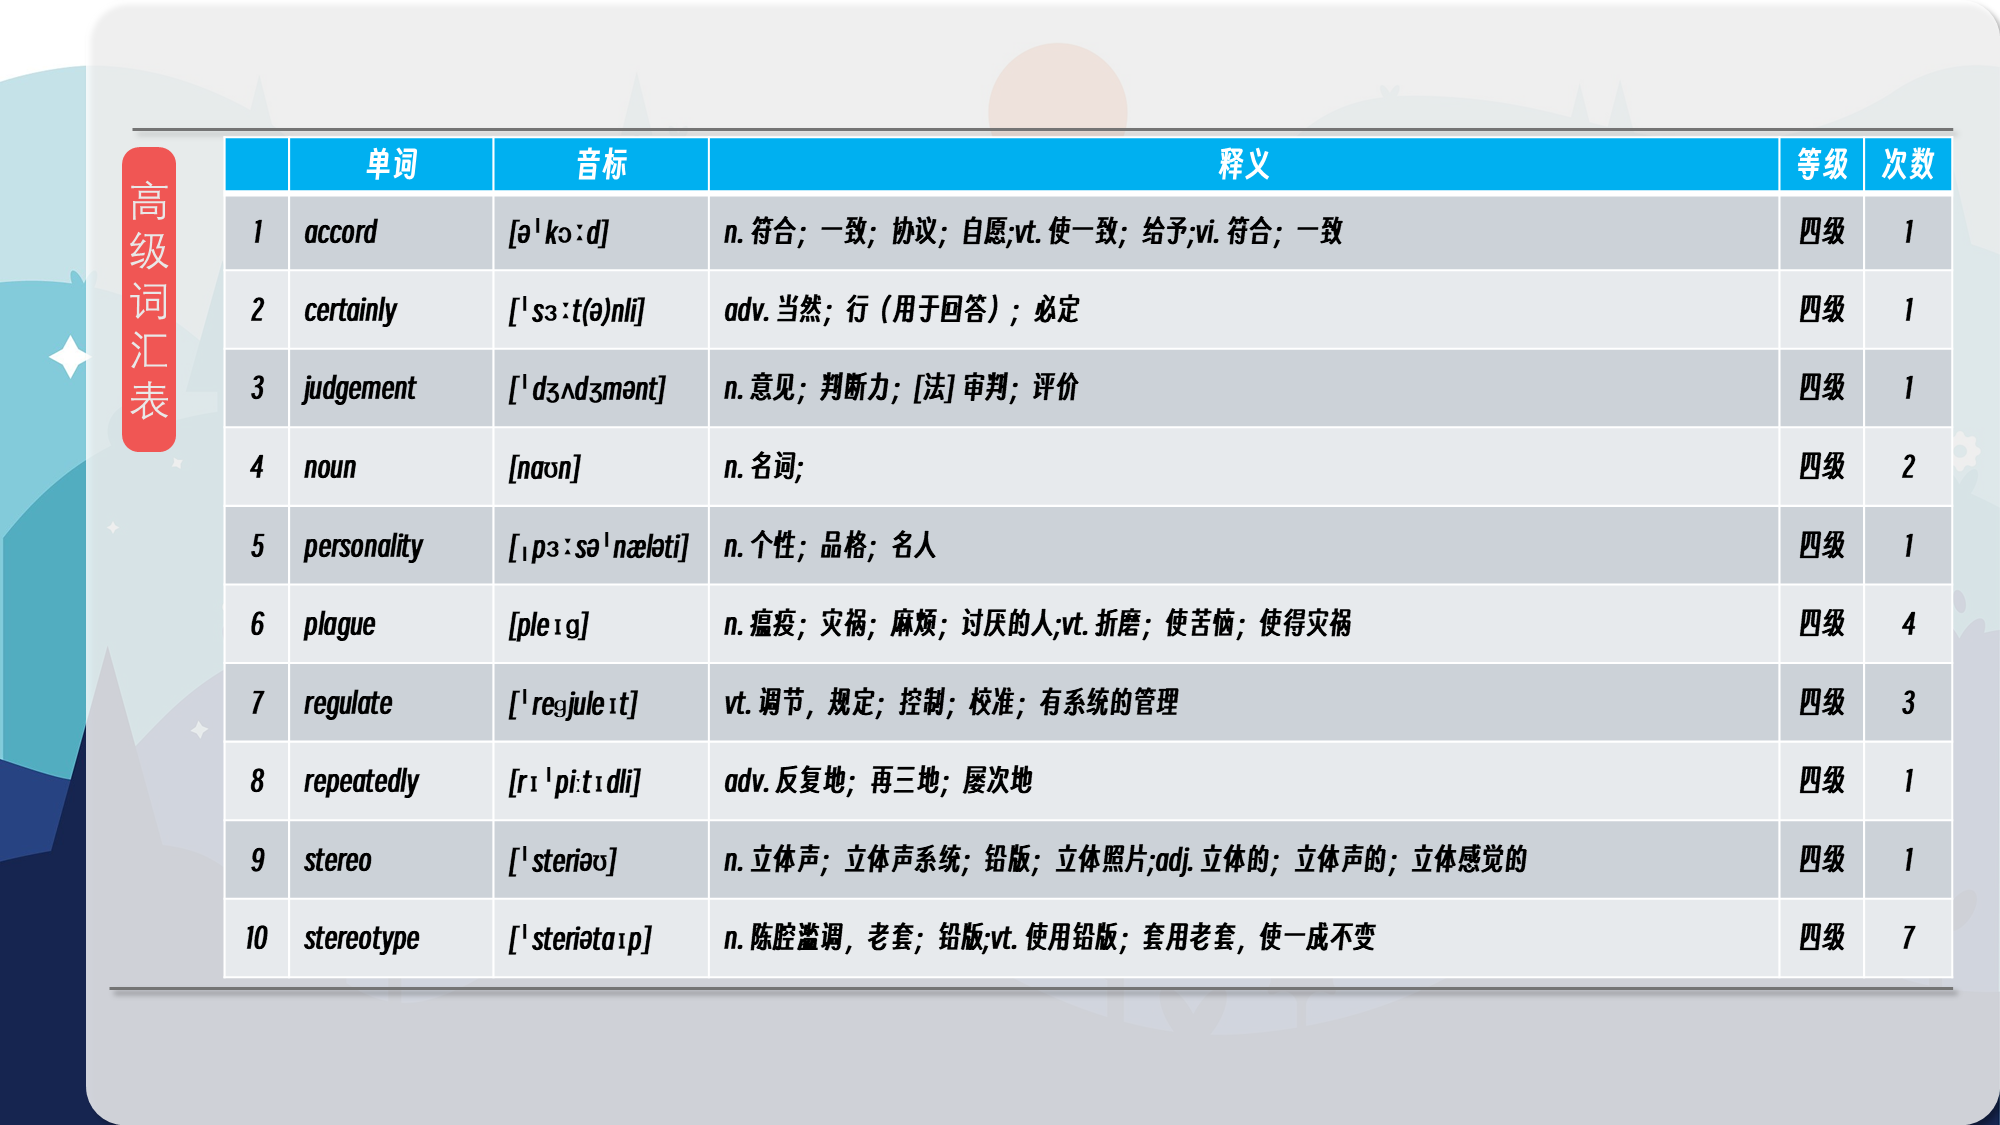 高级词汇表
单词 音标 释义 等级 次数
1 accord [əˈkɔːd] n. 符合；一致；协议；自愿;vt. 使一致；给予;vi. 符合；一致 四级 1
2 certainly [ˈsɜːt(ə)nli] adv. 当然；行（用于回答）；必定 四级 1
3 judgement [ˈdʒʌdʒmənt] n. 意见；判断力；[法] 审判；评价 四级 1
4 noun [naʊn] n. 名词; 四级 2
5 personality [ˌpɜːsəˈnæləti] n. 个性；品格；名人 四级 1
6 plague [pleɪɡ] n. 瘟疫；灾祸；麻烦；讨厌的人;vt. 折磨；使苦恼；使得灾祸 四级 4
7 regulate [ˈreɡjuleɪt] vt. 调节，规定；控制；校准；有系统的管理 四级 3
8 repeatedly [rɪˈpiːtɪdli] adv. 反复地；再三地；屡次地 四级 1
9 stereo [ˈsteriəʊ] n. 立体声；立体声系统；铅版；立体照片;adj. 立体的；立体声的；立体感觉的 四级 1
10 stereotype [ˈsteriətaɪp] n. 陈腔滥调，老套；铅版;vt. 使用铅版；套用老套，使一成不变 四级 7